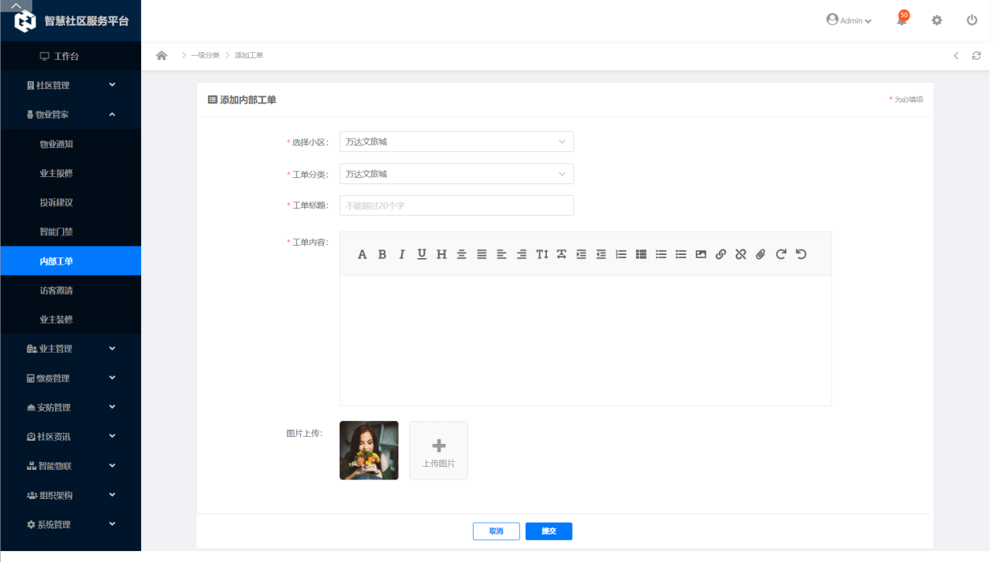 智慧社区服务平台
Admin
50
工作台
一级分类 > 添加工单
社区管理
物业管家
物业通知
业主报修
投诉建议
智能门禁
内部工单
访客邀请
业主装修
业主管理
缴费管理
安防管理
社区资讯
智能物联
组织架构
系统管理
添加内部工单
* 为必填项
* 选择小区: 万达文旅城
* 工单分类: 万达文旅城
* 工单标题: 不能超过20个字
* 工单内容:
图片上传:
上传图片
取消 提交